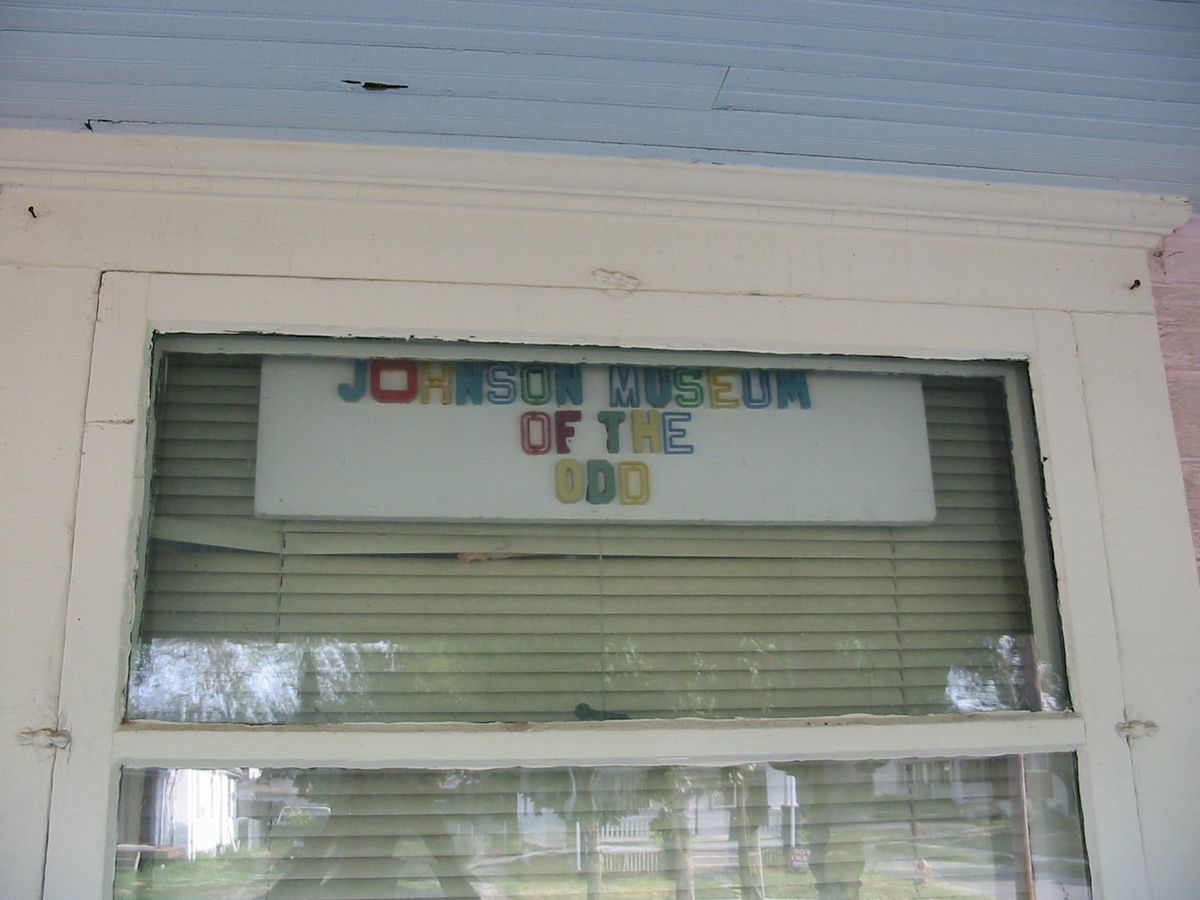 JOHNSON MUSEUM
OF THE
ODD